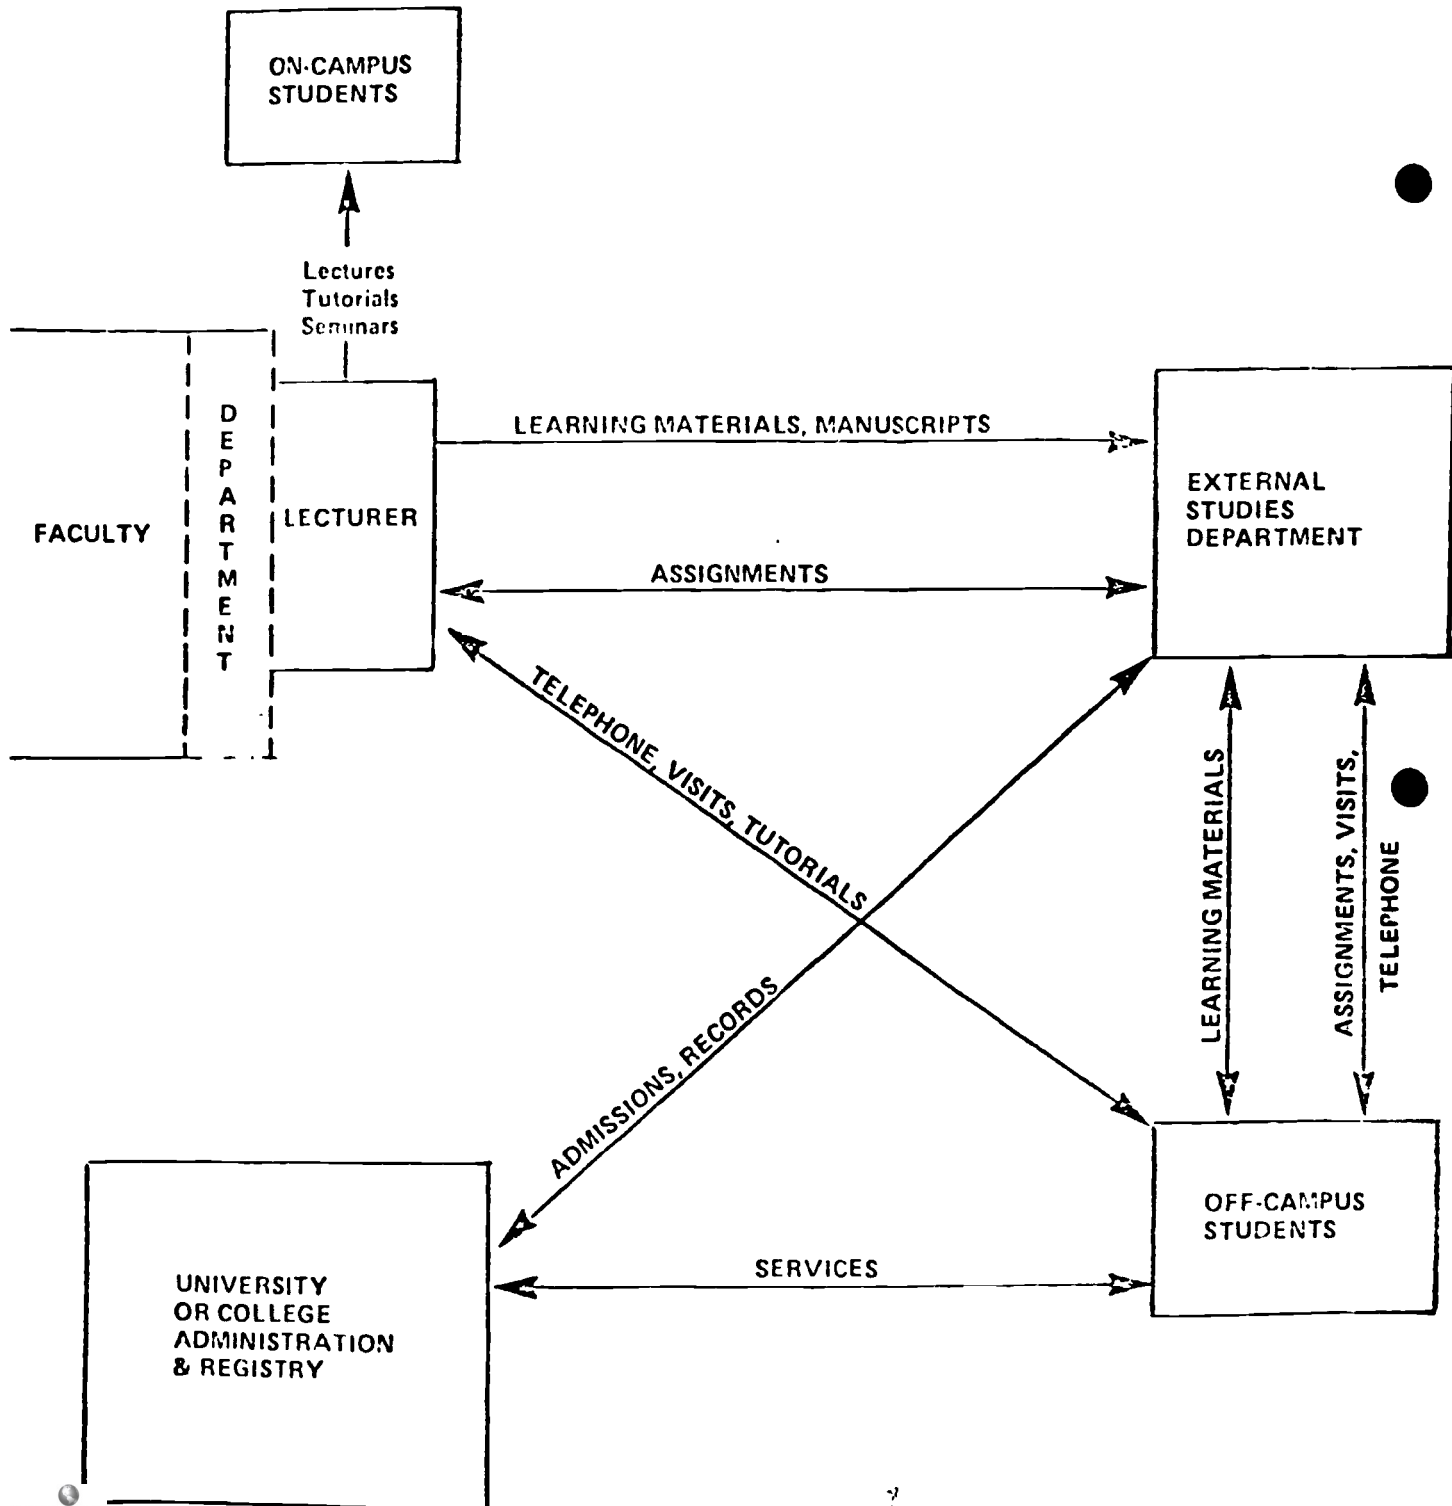 ON-CAMPUS
STUDENTS
Lectures
Tutorials
Seminars
FACULTY
DEPARTMENT
LECTURER
LEARNING MATERIALS, MANUSCRIPTS
ASSIGNMENTS
EXTERNAL
STUDIES
DEPARTMENT
TELEPHONE, VISITS, TUTORIALS
ADMISSIONS, RECORDS
LEARNING MATERIALS
ASSIGNMENTS, VISITS,
TELEPHONE
OFF-CAMPUS
STUDENTS
SERVICES
UNIVERSITY
OR COLLEGE
ADMINISTRATION
& REGISTRY